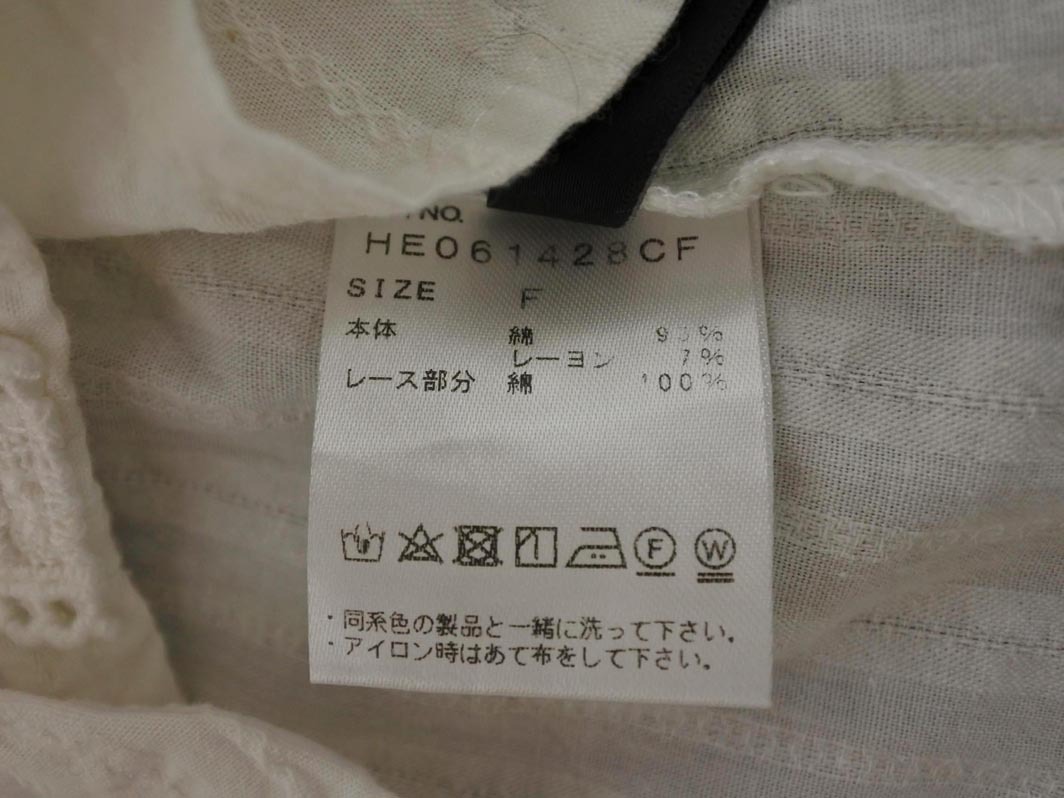 NO.
HE061428CF
SIZE F
本体 綿
レーヨン 7%
レース部分 綿 100%
F W
・同系色の製品と一緒に洗って下さい。
・アイロン時はあて布をして下さい。